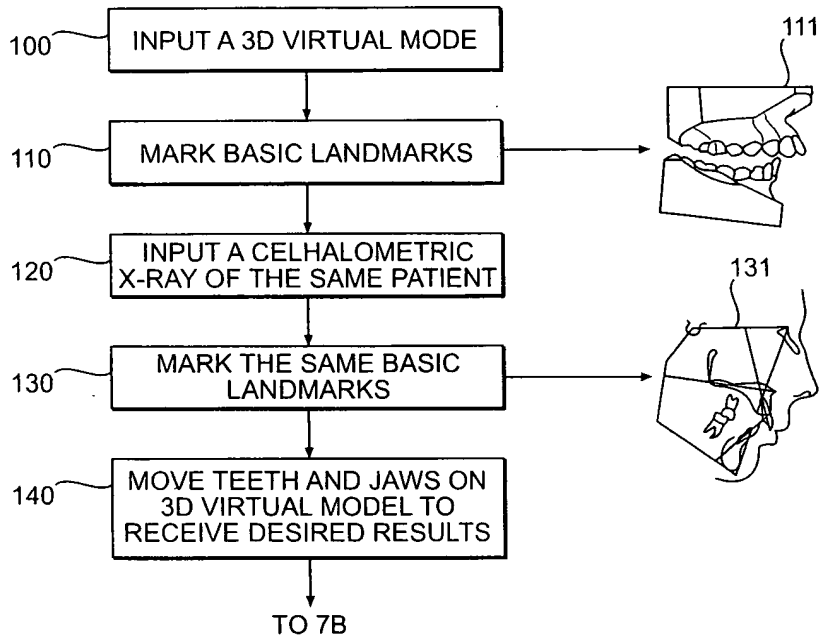 100
INPUT A 3D VIRTUAL MODE
111
110
MARK BASIC LANDMARKS
120
INPUT A CELHALOMETRIC
X-RAY OF THE SAME PATIENT
131
130
MARK THE SAME BASIC
LANDMARKS
140
MOVE TEETH AND JAWS ON
3D VIRTUAL MODEL TO
RECEIVE DESIRED RESULTS
TO 7B